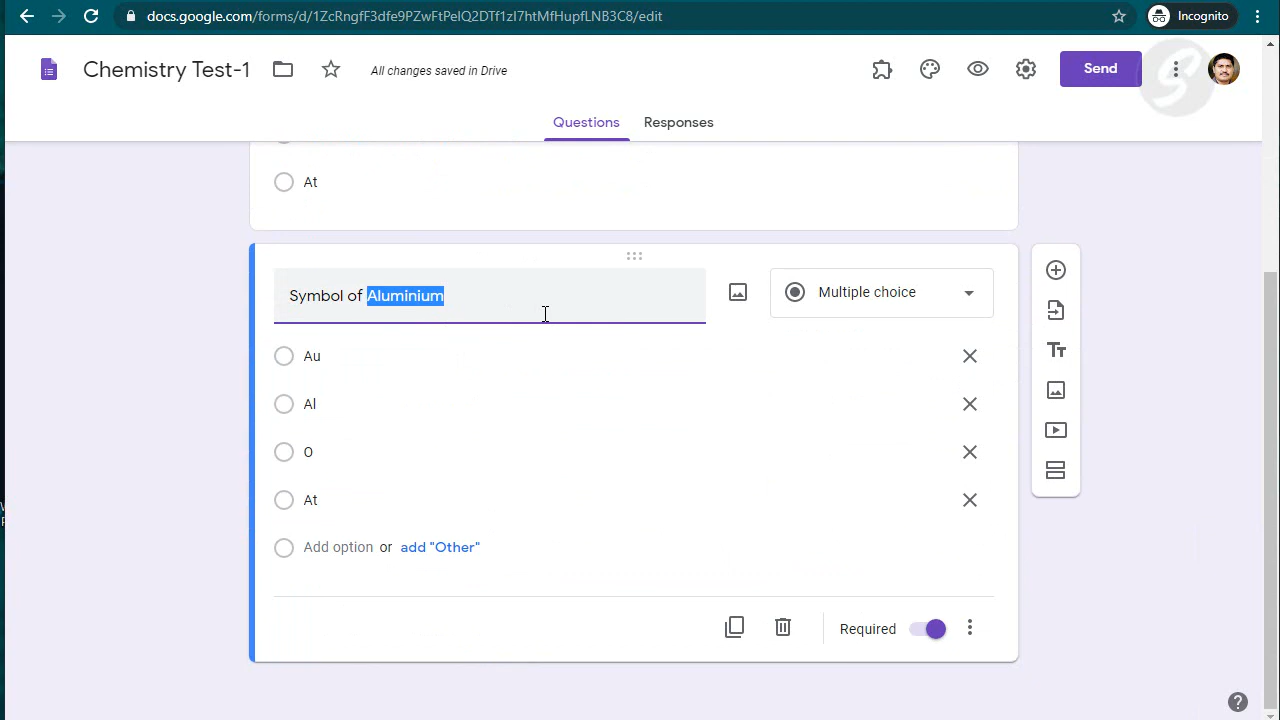 docs.google.com/forms/d/1ZcRngfF3dfe9PZwFtPeIQ2DTf1zI7htMfHupfLNB3C8/edit
Incognito
Chemistry Test-1
All changes saved in Drive
Send
Questions
Responses
At
Symbol of Aluminium
Multiple choice
Au
Al
O
At
Add option or add "Other"
Required